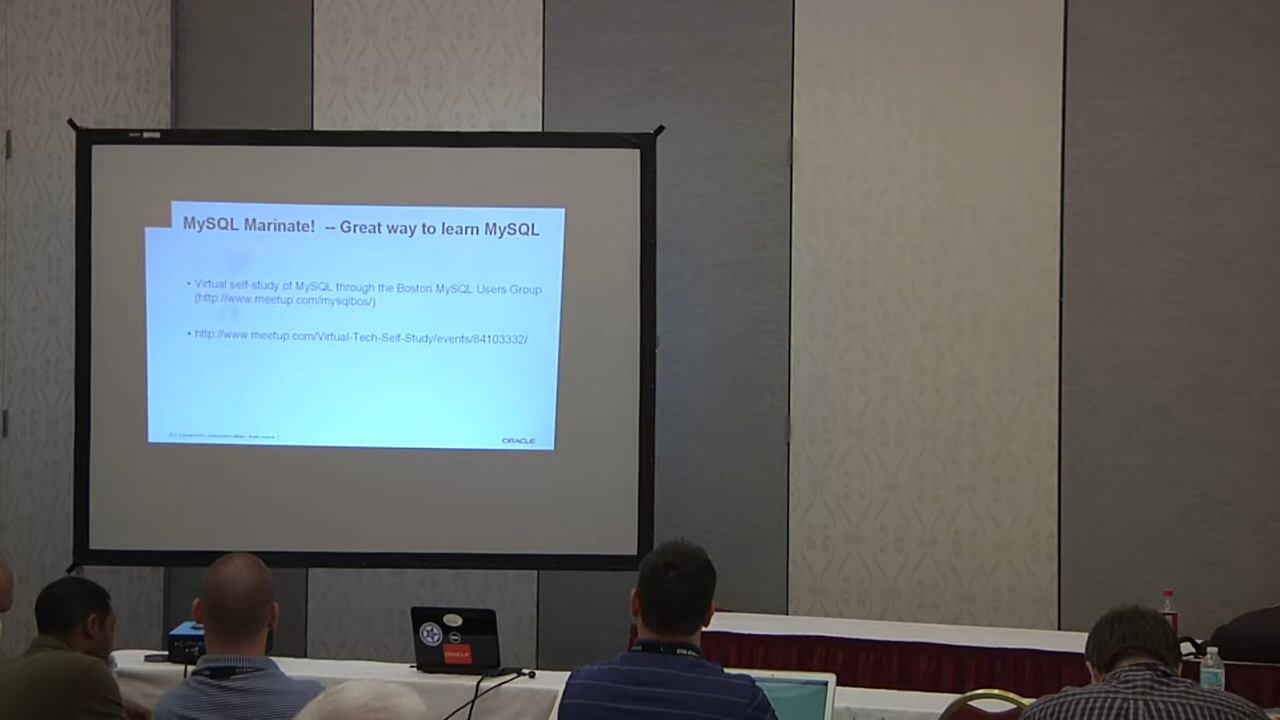 MySQL Marinate! -- Great way to learn MySQL
• Virtual self-study of MySQL through the Boston MySQL Users Group
(http://www.meetup.com/mysqlbos/)
• http://www.meetup.com/Virtual-Tech-Self-Study/events/84103332/
ORACLE
ORACLE